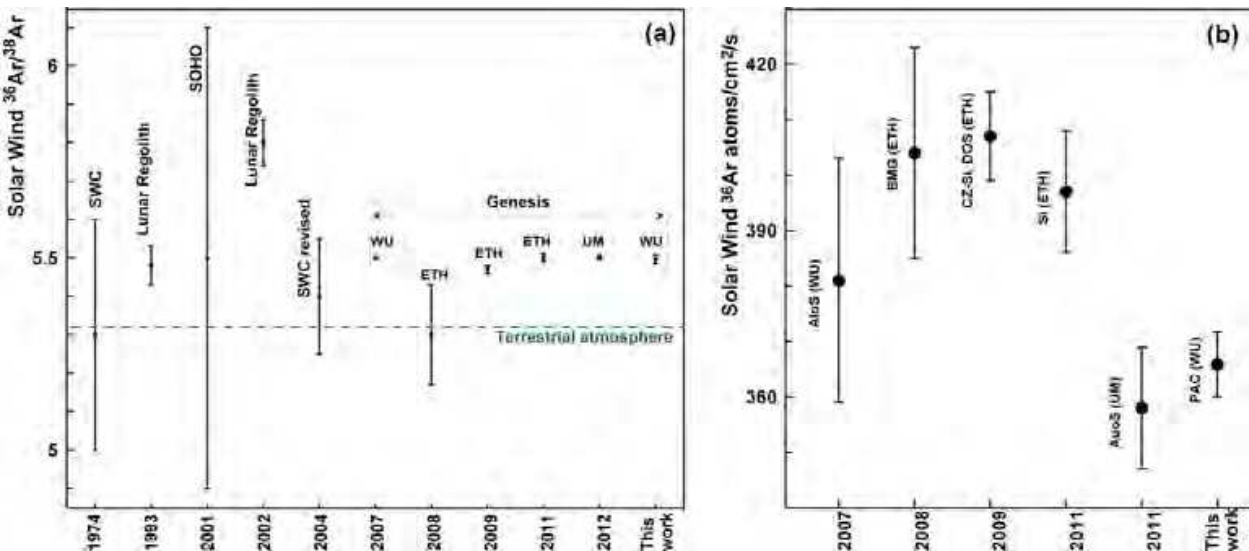 (a)
Solar Wind ³⁶Ar/³⁸Ar
6
5.5
5
SWC
Lunar Regolith
SOHO
Lunar Regolith
SWC revised
Genesis
WU
ETH
ETH
ETH
UM
WU
Terrestrial atmosphere
1974
1993
2001
2002
2004
2007
2008
2009
2011
2012
This
work
(b)
Solar Wind ³⁶Ar atoms/cm²/s
420
390
360
AloS (WU)
BMG (ETH)
CZ-Si, DOS (ETH)
Si (ETH)
AuoS (UM)
PAC (WU)
2007
2008
2009
2011
2011
This
work